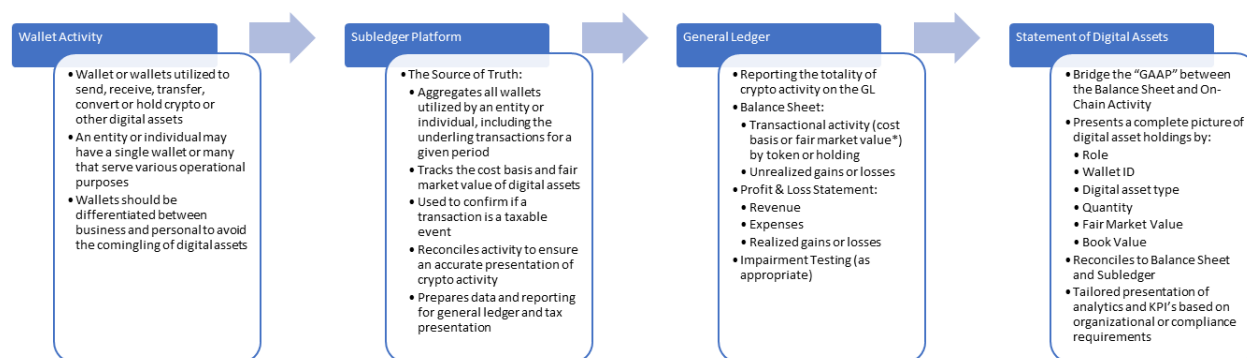 Wallet Activity
• Wallet or wallets utilized to
send, receive, transfer,
convert or hold crypto or
other digital assets
• An entity or individual may
have a single wallet or many
that serve various operational
purposes
• Wallets should be
differentiated between
business and personal to avoid
the comingling of digital assets
Subledger Platform
• The Source of Truth:
• Aggregates all wallets
utilized by an entity or
individual, including the
underling transactions for a
given period
• Tracks the cost basis and fair
market value of digital assets
• Used to confirm if a
transaction is a taxable
event
• Reconciles activity to ensure
an accurate presentation of
crypto activity
• Prepares data and reporting
for general ledger and tax
presentation
General Ledger
• Reporting the totality of
crypto activity on the GL
• Balance Sheet:
• Transactional activity (cost
basis or fair market value*)
by token or holding
• Unrealized gains or losses
• Profit & Loss Statement:
• Revenue
• Expenses
• Realized gains or losses
• Impairment Testing (as
appropriate)
Statement of Digital Assets
• Bridge the “GAAP” between
the Balance Sheet and On-
Chain Activity
• Presents a complete picture of
digital asset holdings by:
• Role
• Wallet ID
• Digital asset type
• Quantity
• Fair Market Value
• Book Value
• Reconciles to Balance Sheet
and Subledger
• Tailored presentation of
analytics and KPI’s based on
organizational or compliance
requirements